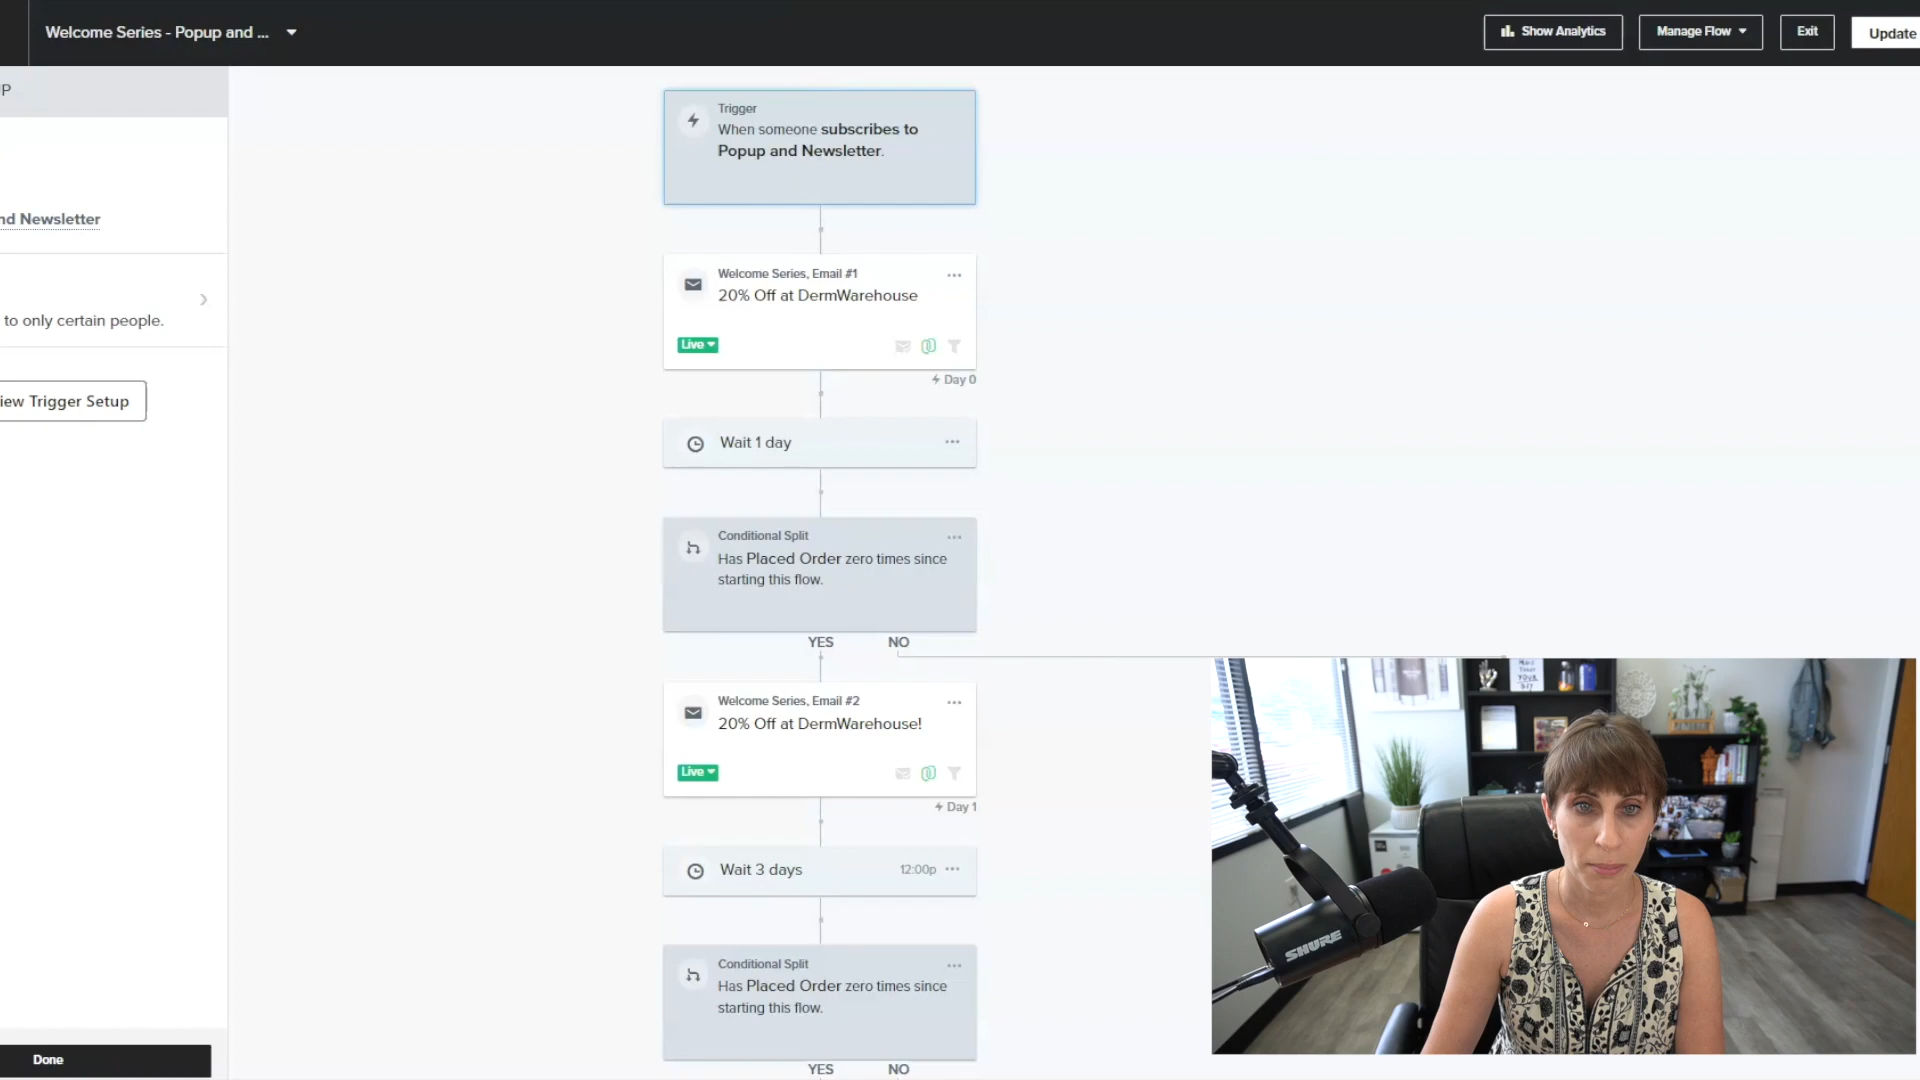 Welcome Series - Popup and ...
Show Analytics
Manage Flow
Exit
Update
P
nd Newsletter
to only certain people.
iew Trigger Setup
Done
Trigger
When someone subscribes to
Popup and Newsletter.
Welcome Series, Email #1
20% Off at DermWarehouse
Live
Day 0
Wait 1 day
Conditional Split
Has Placed Order zero times since
starting this flow.
YES
NO
Welcome Series, Email #2
20% Off at DermWarehouse!
Live
Day 1
Wait 3 days
12:00p
Conditional Split
Has Placed Order zero times since
starting this flow.
YES
NO
SHURE